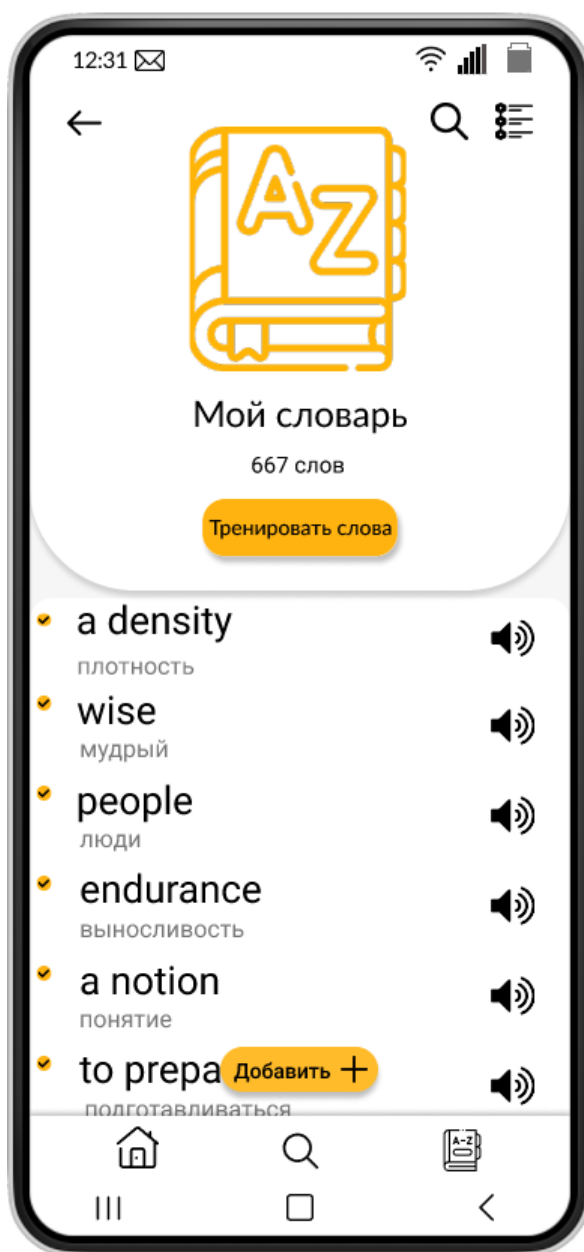 12:31
AZ
Мой словарь
667 слов
Тренировать слова
a density
плотность
wise
мудрый
people
люди
endurance
выносливость
a notion
понятие
to prepa
Добавить +
подготавливаться
A-Z